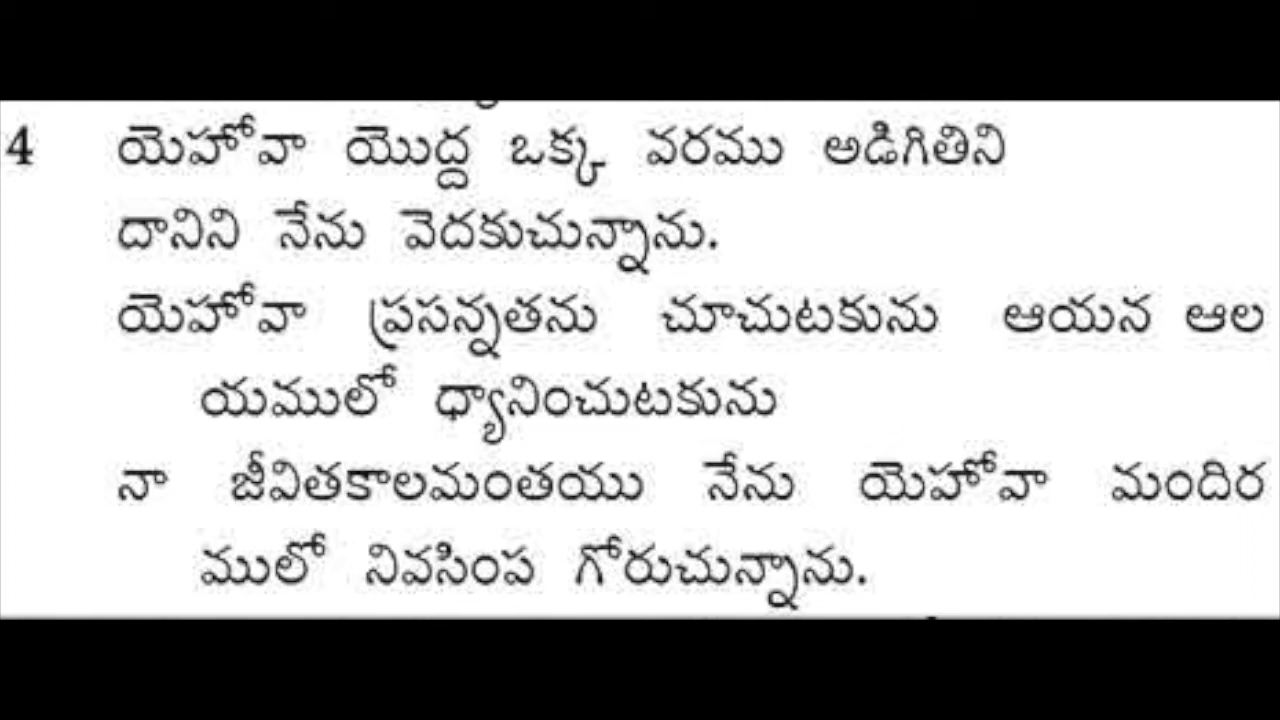 4 యెహోవా యొద్ద ఒక్క వరము అడిగితిని
దానిని నేను వెదకుచున్నాను.
యెహోవా ప్రసన్నతను చూచుటకును ఆయన ఆల
యములో ధ్యానించుటకును
నా జీవితకాలమంతయు నేను యెహోవా మందిర
ములో నివసింప గోరుచున్నాను.